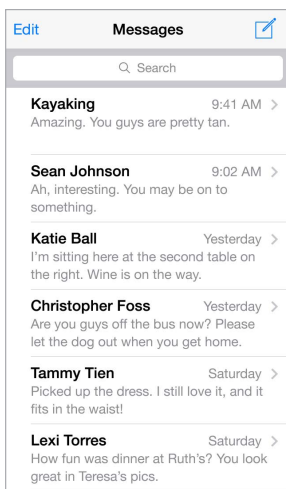 Edit Messages
Search
Kayaking 9:41 AM
Amazing. You guys are pretty tan.
Sean Johnson 9:02 AM
Ah, interesting. You may be on to
something.
Katie Ball Yesterday
I'm sitting here at the second table on
the right. Wine is on the way.
Christopher Foss Yesterday
Are you guys off the bus now? Please
let the dog out when you get home.
Tammy Tien Saturday
Picked up the dress. I still love it, and it
fits in the waist!
Lexi Torres Saturday
How fun was dinner at Ruth's? You look
great in Teresa's pics.